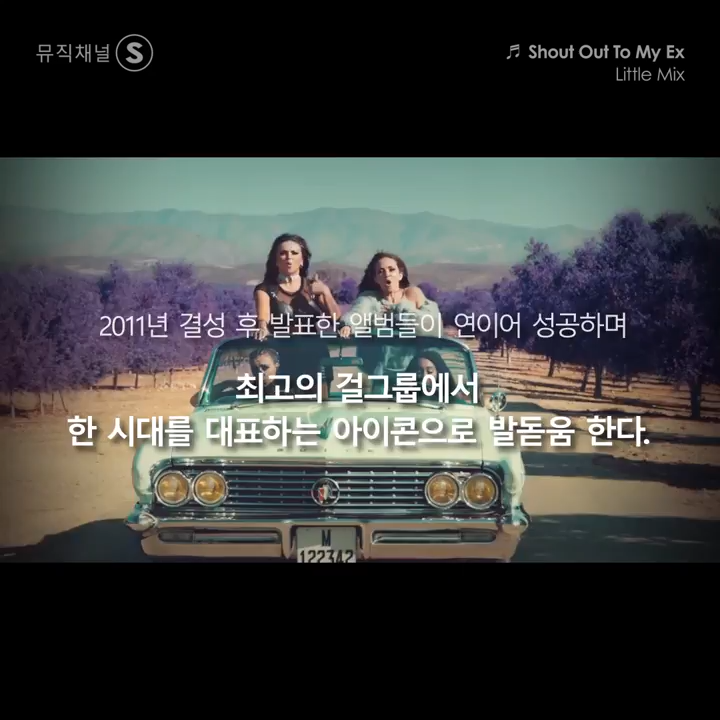 뮤직채널 S
♬ Shout Out To My Ex
Little Mix
2011년 결성 후 발표한 앨범들이 연이어 성공하며
최고의 걸그룹에서
한 시대를 대표하는 아이콘으로 발돋움 한다.
M
122342